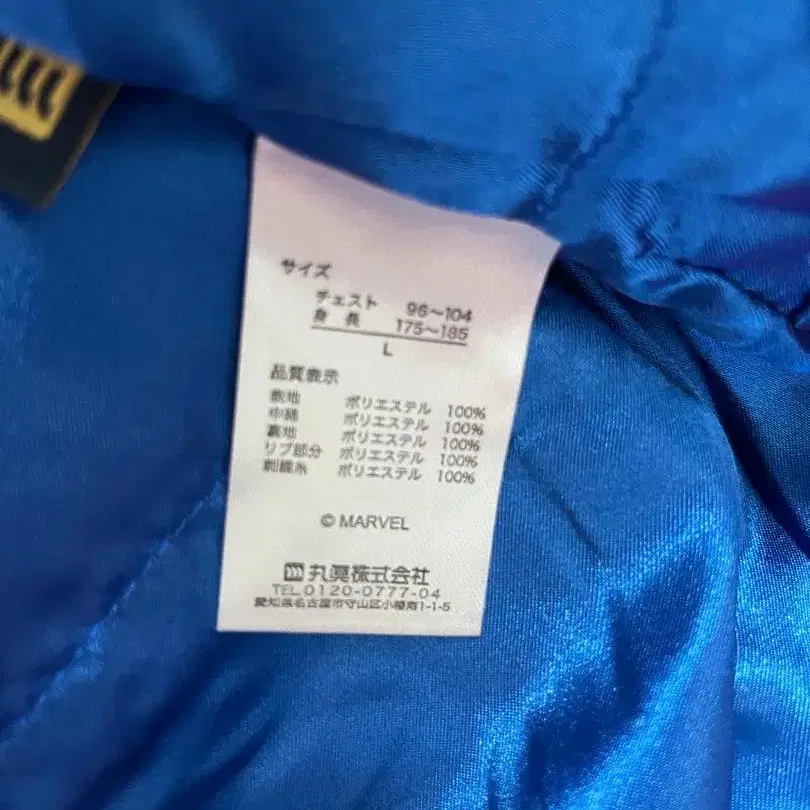 サイズ
チェスト 96~104
身長 175~185
L
品質表示
表地 ポリエステル 100%
中綿 ポリエステル 100%
裏地 ポリエステル 100%
リブ部分 ポリエステル 100%
刺繍糸 ポリエステル 100%
© MARVEL
丸眞株式会社
TEL.0120-0777-04
愛知県名古屋市守山区小幡南1-1-5